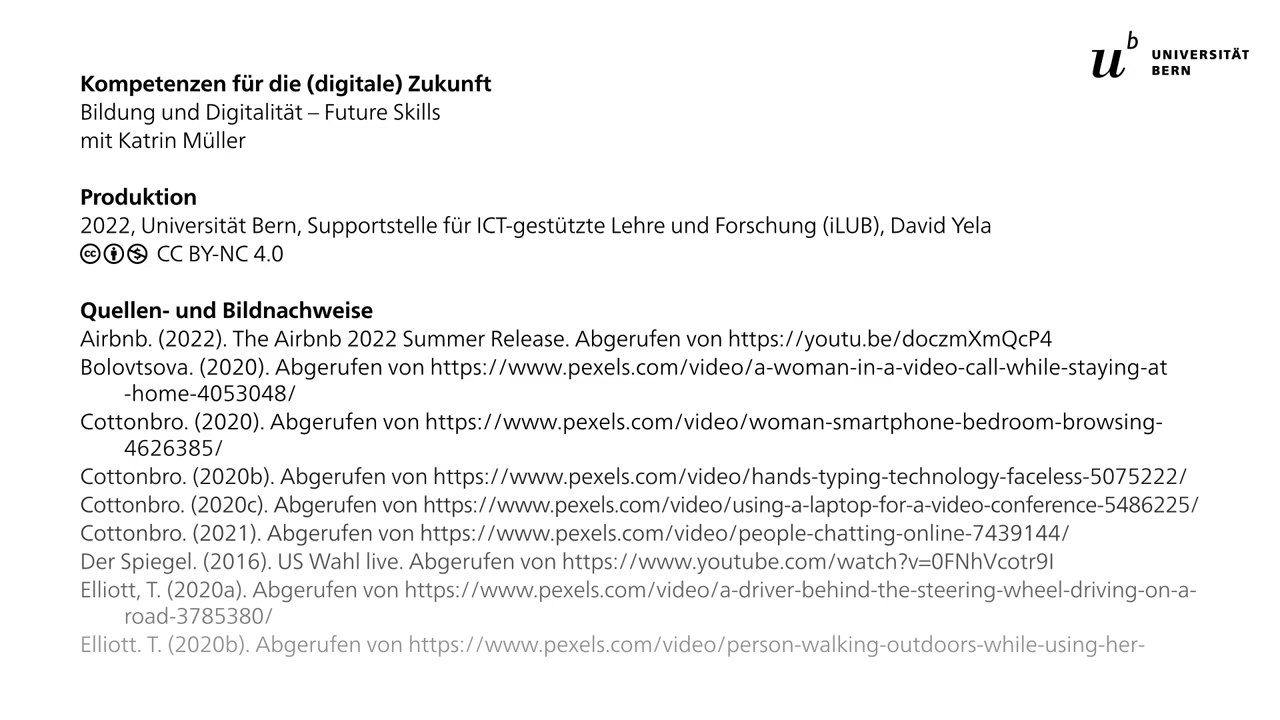 u^b UNIVERSITÄT
BERN
Kompetenzen für die (digitale) Zukunft
Bildung und Digitalität – Future Skills
mit Katrin Müller
Produktion
2022, Universität Bern, Supportstelle für ICT-gestützte Lehre und Forschung (iLUB), David Yela
CC BY-NC 4.0
Quellen- und Bildnachweise
Airbnb. (2022). The Airbnb 2022 Summer Release. Abgerufen von https://youtu.be/doczmXmQcP4
Bolovtsova. (2020). Abgerufen von https://www.pexels.com/video/a-woman-in-a-video-call-while-staying-at
-home-4053048/
Cottonbro. (2020). Abgerufen von https://www.pexels.com/video/woman-smartphone-bedroom-browsing-
4626385/
Cottonbro. (2020b). Abgerufen von https://www.pexels.com/video/hands-typing-technology-faceless-5075222/
Cottonbro. (2020c). Abgerufen von https://www.pexels.com/video/using-a-laptop-for-a-video-conference-5486225/
Cottonbro. (2021). Abgerufen von https://www.pexels.com/video/people-chatting-online-7439144/
Der Spiegel. (2016). US Wahl live. Abgerufen von https://www.youtube.com/watch?v=0FNhVcotr9I
Elliott, T. (2020a). Abgerufen von https://www.pexels.com/video/a-driver-behind-the-steering-wheel-driving-on-a-
road-3785380/
Elliott. T. (2020b). Abgerufen von https://www.pexels.com/video/person-walking-outdoors-while-using-her-